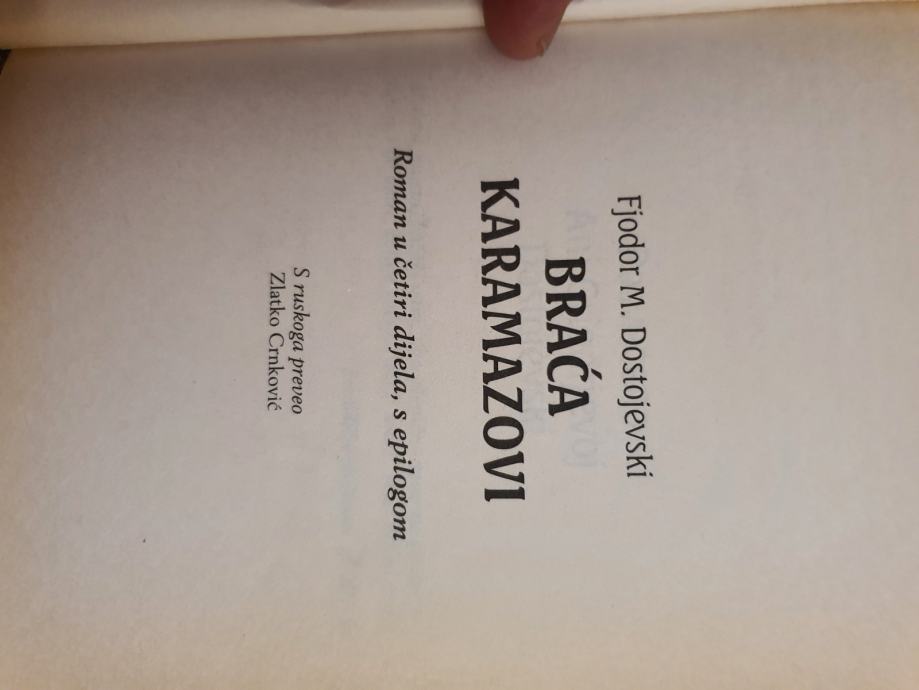 Fjodor M. Dostojevski
BRAĆA
KARAMAZOVI
Roman u četiri dijela, s epilogom
S ruskoga preveo
Zlatko Crnković